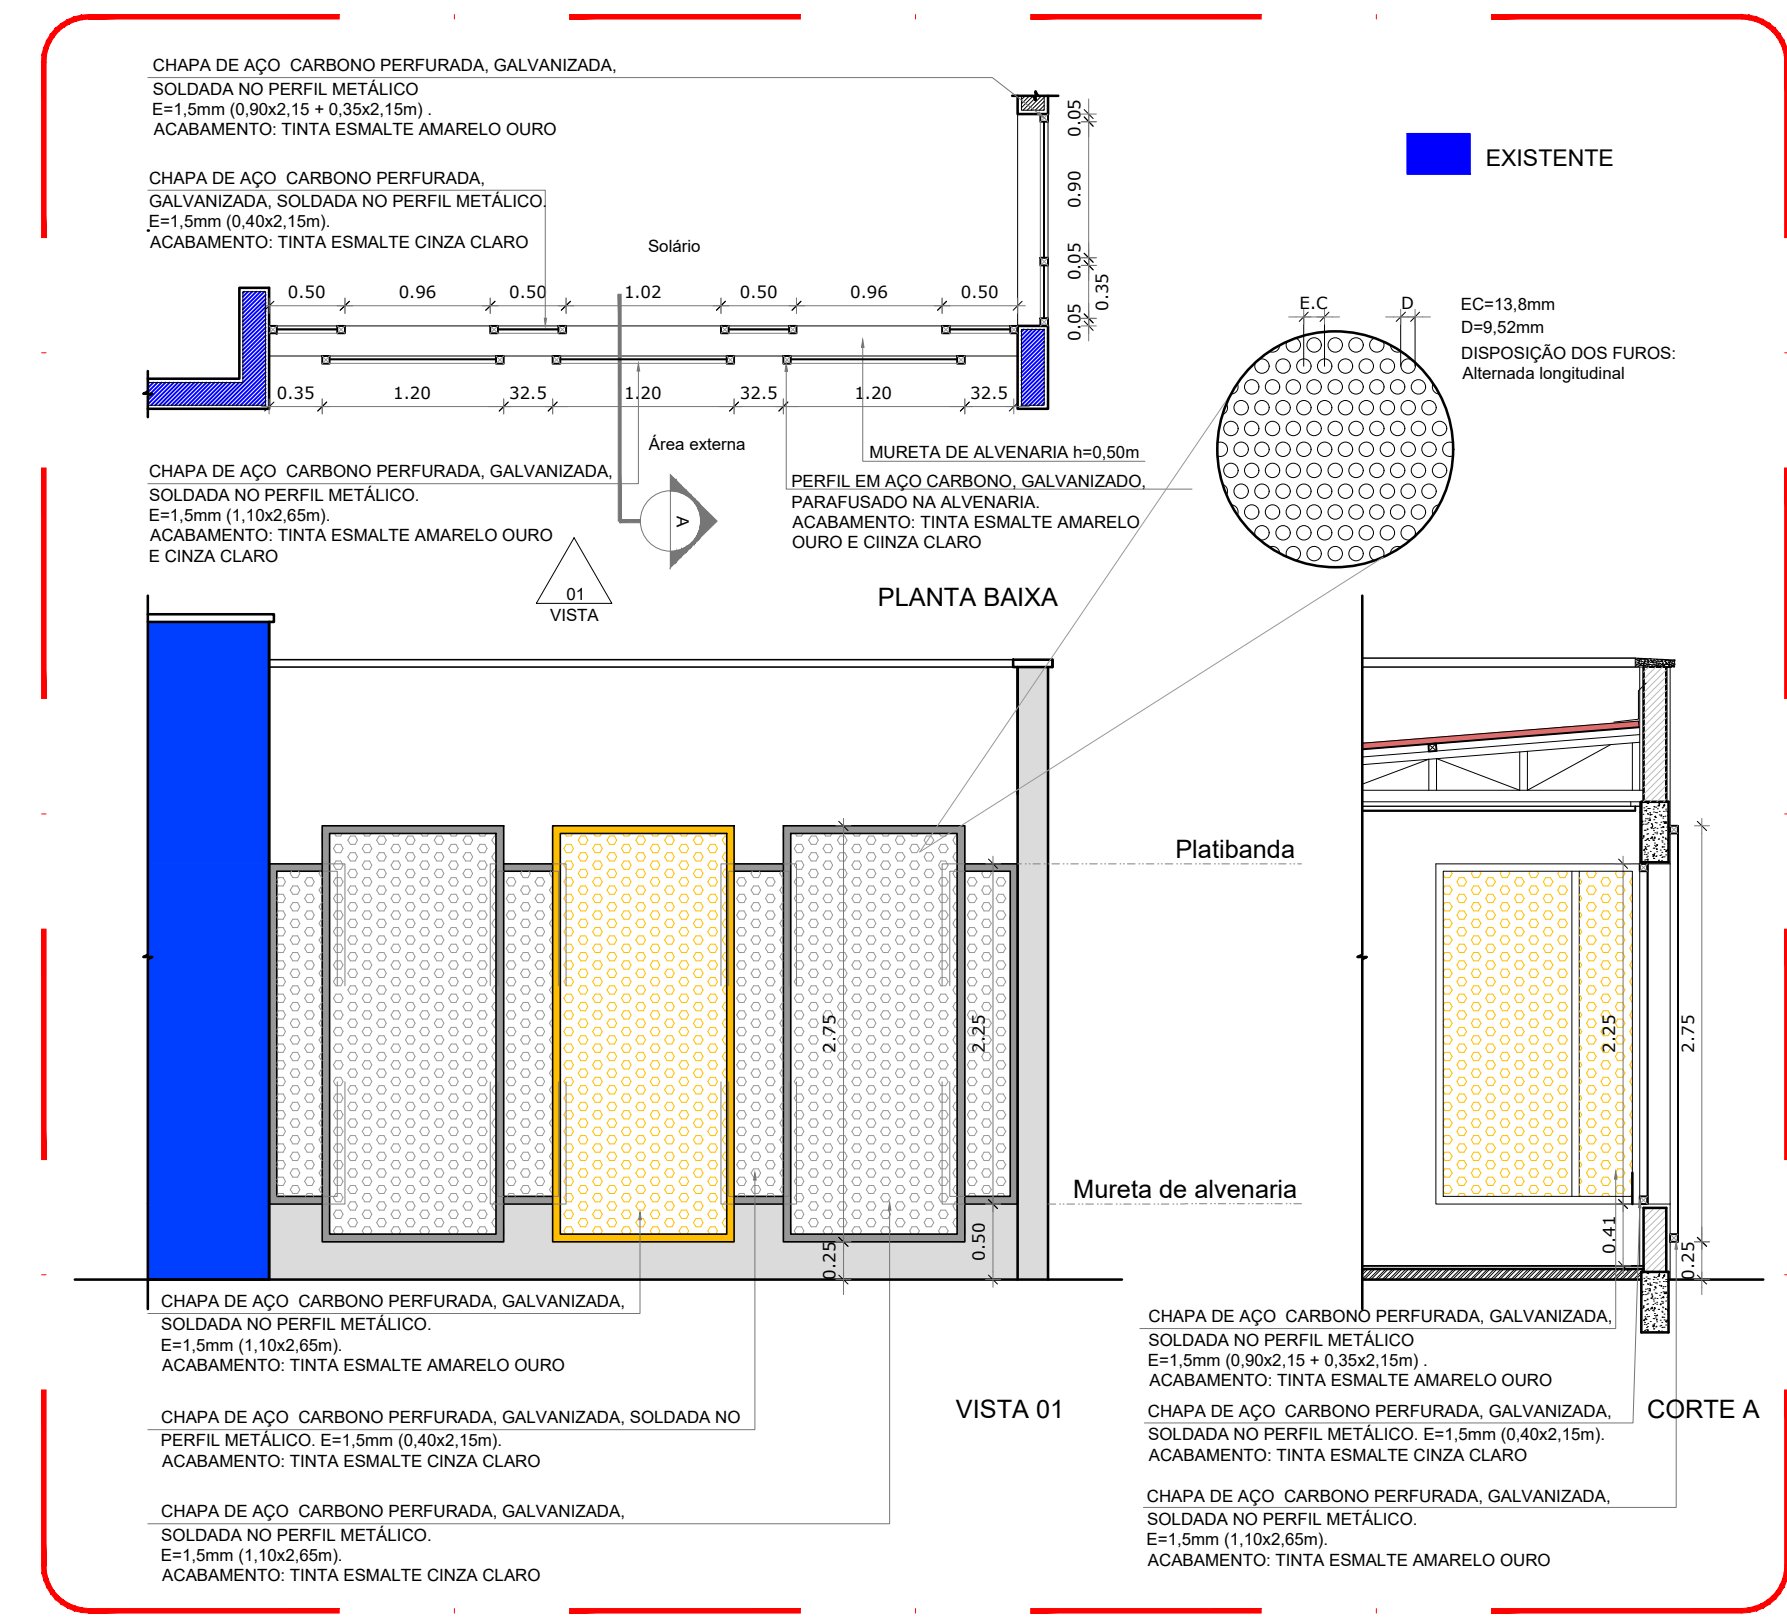 CHAPA DE AÇO CARBONO PERFURADA, GALVANIZADA,
SOLDADA NO PERFIL METÁLICO
E=1,5mm (0,90x2,15 + 0,35x2,15m) .
ACABAMENTO: TINTA ESMALTE AMARELO OURO
CHAPA DE AÇO CARBONO PERFURADA,
GALVANIZADA, SOLDADA NO PERFIL METÁLICO.
E=1,5mm (0,40x2,15m).
ACABAMENTO: TINTA ESMALTE CINZA CLARO
Solário
0.05
0.90
0.05
0.35
0.05
EXISTENTE
0.50 0.96 0.50 1.02 0.50 0.96 0.50
0.35 1.20 32.5 1.20 32.5 1.20 32.5
E.C D
EC=13,8mm
D=9,52mm
DISPOSIÇÃO DOS FUROS:
Alternada longitudinal
Área externa
MURETA DE ALVENARIA h=0,50m
CHAPA DE AÇO CARBONO PERFURADA, GALVANIZADA,
SOLDADA NO PERFIL METÁLICO.
E=1,5mm (1,10x2,65m).
ACABAMENTO: TINTA ESMALTE AMARELO OURO
E CINZA CLARO
PERFIL EM AÇO CARBONO, GALVANIZADO,
PARAFUSADO NA ALVENARIA.
ACABAMENTO: TINTA ESMALTE AMARELO
OURO E CIINZA CLARO
A
01
VISTA
PLANTA BAIXA
Platibanda
2.75
2.25
2.25
2.75
Mureta de alvenaria
0.25
0.50
0.41
0.25
CHAPA DE AÇO CARBONO PERFURADA, GALVANIZADA,
SOLDADA NO PERFIL METÁLICO.
E=1,5mm (1,10x2,65m).
ACABAMENTO: TINTA ESMALTE AMARELO OURO
CHAPA DE AÇO CARBONO PERFURADA, GALVANIZADA, SOLDADA NO
PERFIL METÁLICO. E=1,5mm (0,40x2,15m).
ACABAMENTO: TINTA ESMALTE CINZA CLARO
CHAPA DE AÇO CARBONO PERFURADA, GALVANIZADA,
SOLDADA NO PERFIL METÁLICO.
E=1,5mm (1,10x2,65m).
ACABAMENTO: TINTA ESMALTE CINZA CLARO
VISTA 01
CHAPA DE AÇO CARBONO PERFURADA, GALVANIZADA,
SOLDADA NO PERFIL METÁLICO
E=1,5mm (0,90x2,15 + 0,35x2,15m) .
ACABAMENTO: TINTA ESMALTE AMARELO OURO
CHAPA DE AÇO CARBONO PERFURADA, GALVANIZADA,
SOLDADA NO PERFIL METÁLICO. E=1,5mm (0,40x2,15m).
ACABAMENTO: TINTA ESMALTE CINZA CLARO
CORTE A
CHAPA DE AÇO CARBONO PERFURADA, GALVANIZADA,
SOLDADA NO PERFIL METÁLICO.
E=1,5mm (1,10x2,65m).
ACABAMENTO: TINTA ESMALTE AMARELO OURO